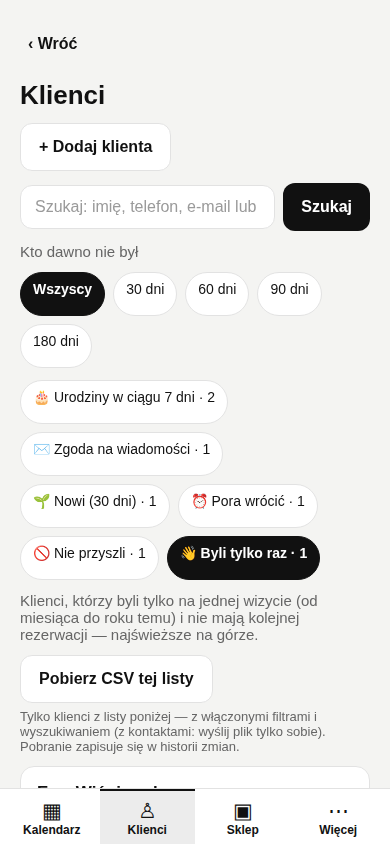 ‹ Wróć
Klienci
+ Dodaj klienta
Szukaj: imię, telefon, e-mail lub
Szukaj
Kto dawno nie był
Wszyscy
30 dni
60 dni
90 dni
180 dni
🎂 Urodziny w ciągu 7 dni · 2
✉️ Zgoda na wiadomości · 1
🌱 Nowi (30 dni) · 1
⏰ Pora wrócić · 1
🚫 Nie przyszli · 1
👋 Byli tylko raz · 1
Klienci, którzy byli tylko na jednej wizycie (od
miesiąca do roku temu) i nie mają kolejnej
rezerwacji — najświeższe na górze.
Pobierz CSV tej listy
Tylko klienci z listy poniżej — z włączonymi filtrami i
wyszukiwaniem (z kontaktami: wyślij plik tylko sobie).
Pobranie zapisuje się w historii zmian.
Kalendarz
Klienci
Sklep
Więcej